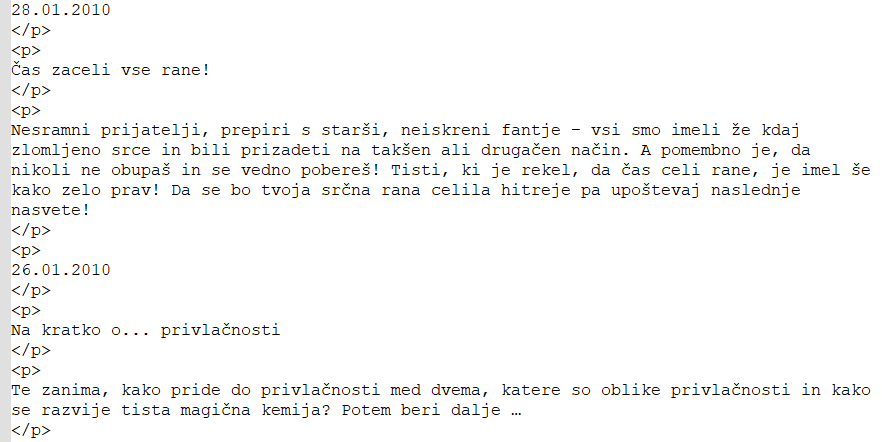 28.01.2010
</p>
<p>
Čas zaceli vse rane!
</p>
<p>
Nesramni prijatelji, prepiri s starši, neiskreni fantje – vsi smo imeli že kdaj
zlomljeno srce in bili prizadeti na takšen ali drugačen način. A pomembno je, da
nikoli ne obupaš in se vedno pobereš! Tisti, ki je rekel, da čas celi rane, je imel še
kako zelo prav! Da se bo tvoja srčna rana celila hitreje pa upoštevaj naslednje
nasvete!
</p>
<p>
26.01.2010
</p>
<p>
Na kratko o... privlačnosti
</p>
<p>
Te zanima, kako pride do privlačnosti med dvema, katere so oblike privlačnosti in kako
se razvije tista magična kemija? Potem beri dalje …
</p>